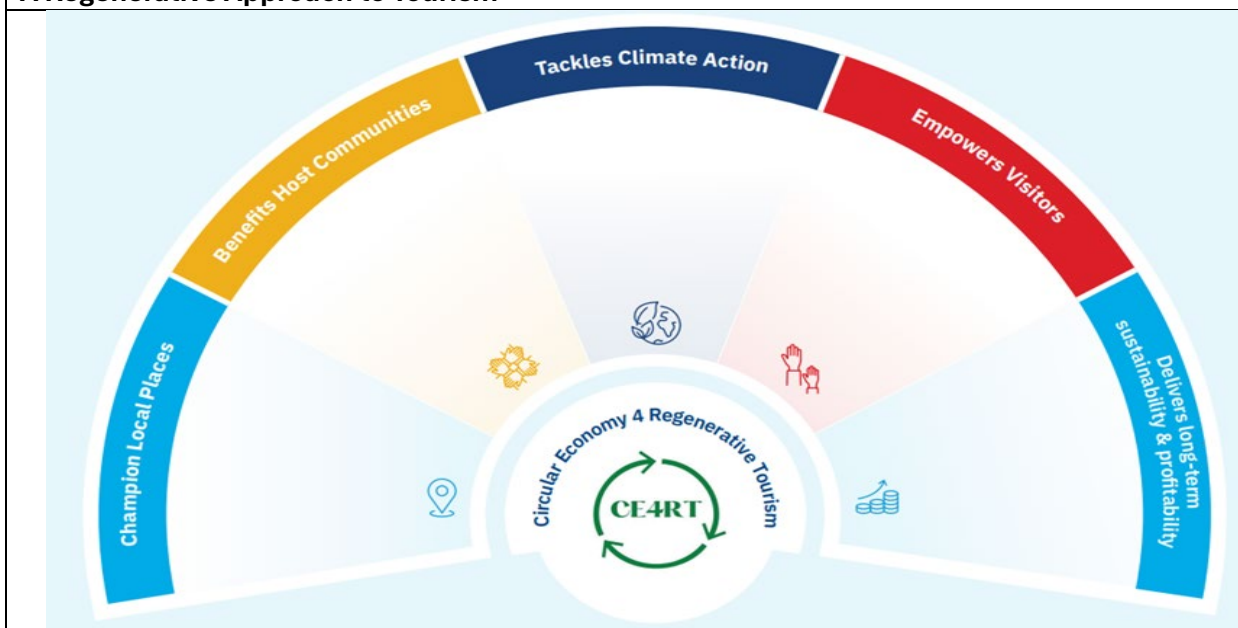 A Regenerative Approach to Tourism
Champion Local Places
Benefits Host Communities
Tackles Climate Action
Empowers Visitors
Delivers long-term
sustainability & profitability
Circular Economy 4 Regenerative Tourism
CE4RT